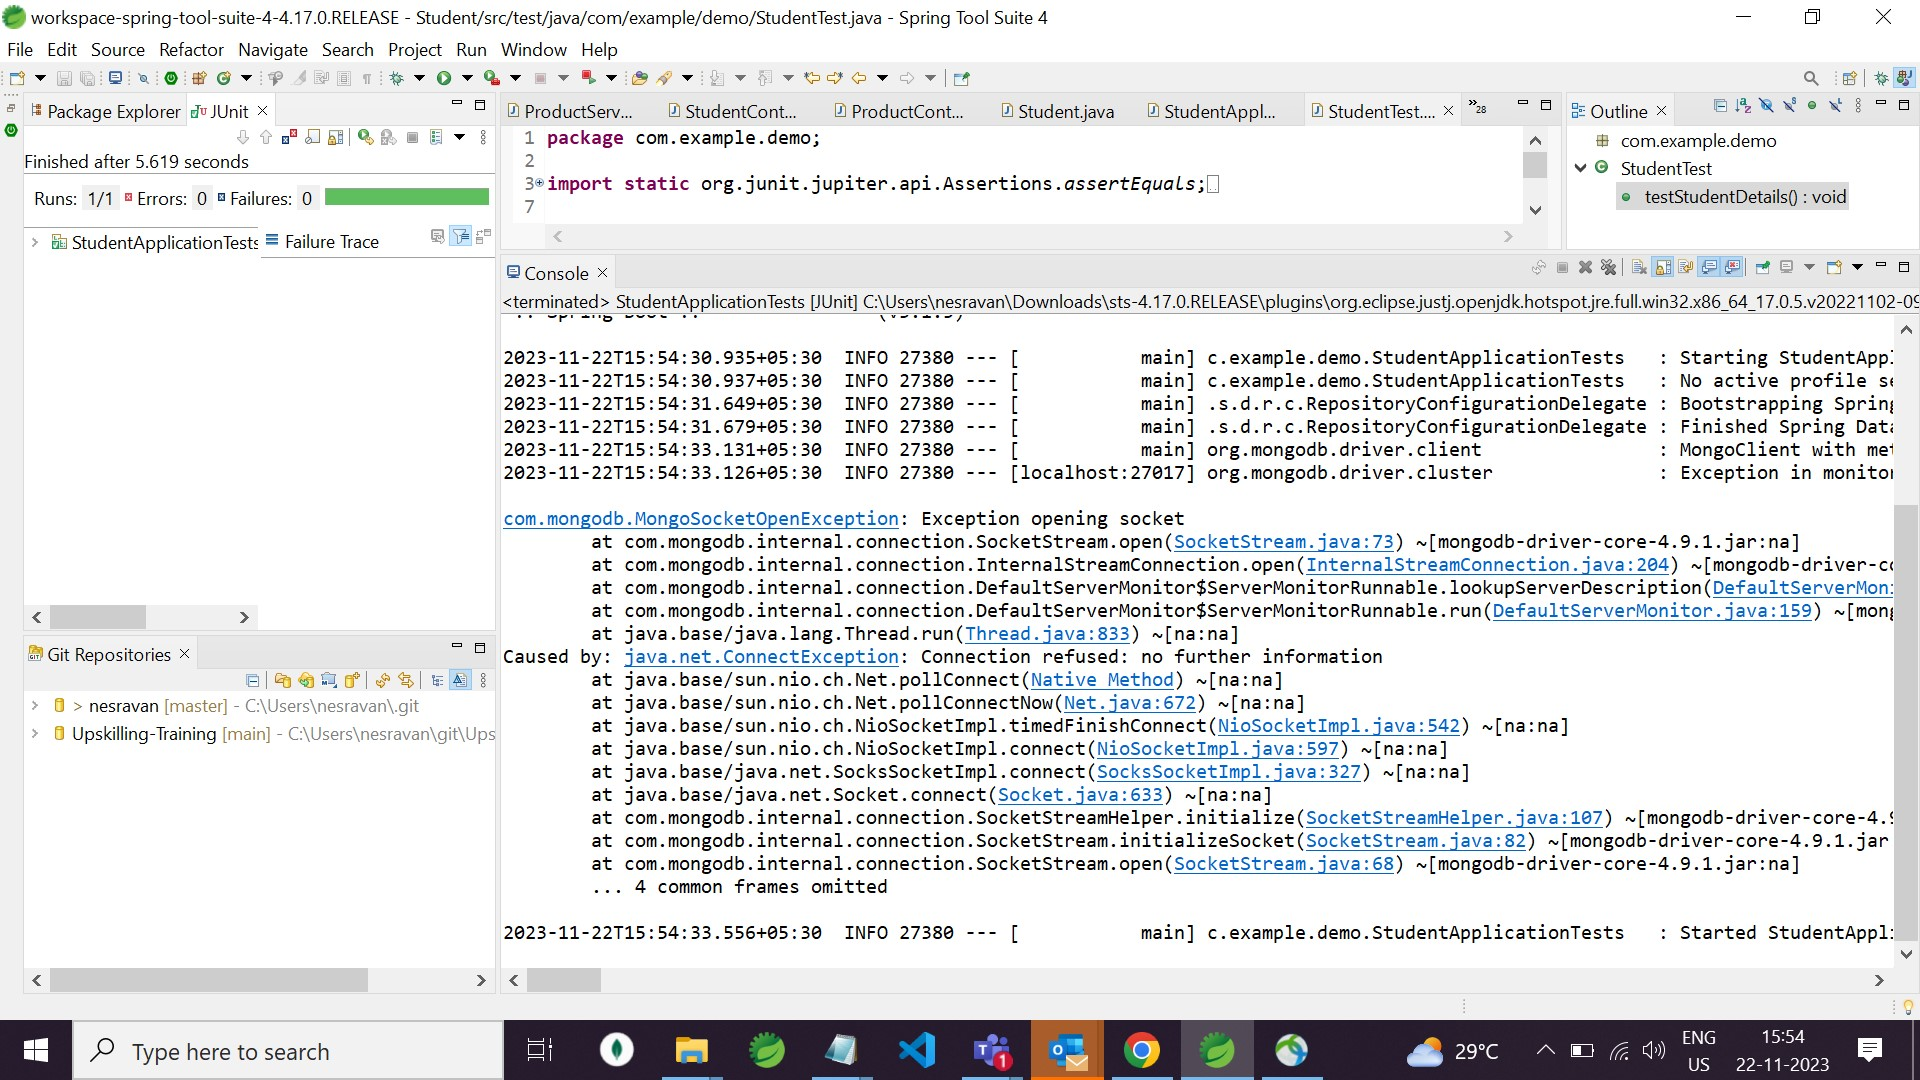 workspace-spring-tool-suite-4-4.17.0.RELEASE - Student/src/test/java/com/example/demo/StudentTest.java - Spring Tool Suite 4
File Edit Source Refactor Navigate Search Project Run Window Help
Package Explorer JUnit
Finished after 5.619 seconds
Runs: 1/1 Errors: 0 Failures: 0
StudentApplicationTests
Failure Trace
Git Repositories
> nesravan [master] - C:\Users\nesravan\.git
Upskilling-Training [main] - C:\Users\nesravan\git\Ups
ProductServ... StudentCont... ProductCont... Student.java StudentAppl... StudentTest.... »28
1 package com.example.demo;
2
3 import static org.junit.jupiter.api.Assertions.assertEquals;
7
Outline
com.example.demo
StudentTest
testStudentDetails() : void
Console
<terminated> StudentApplicationTests [JUnit] C:\Users\nesravan\Downloads\sts-4.17.0.RELEASE\plugins\org.eclipse.justj.openjdk.hotspot.jre.full.win32.x86_64_17.0.5.v20221102-09
:: Spring Boot ::
2023-11-22T15:54:30.935+05:30 INFO 27380 --- [ main] c.example.demo.StudentApplicationTests : Starting StudentAppl
2023-11-22T15:54:30.937+05:30 INFO 27380 --- [ main] c.example.demo.StudentApplicationTests : No active profile se
2023-11-22T15:54:31.649+05:30 INFO 27380 --- [ main] .s.d.r.c.RepositoryConfigurationDelegate : Bootstrapping Spring
2023-11-22T15:54:31.679+05:30 INFO 27380 --- [ main] .s.d.r.c.RepositoryConfigurationDelegate : Finished Spring Data
2023-11-22T15:54:33.131+05:30 INFO 27380 --- [ main] org.mongodb.driver.client : MongoClient with met
2023-11-22T15:54:33.126+05:30 INFO 27380 --- [localhost:27017] org.mongodb.driver.cluster : Exception in monitor
com.mongodb.MongoSocketOpenException: Exception opening socket
at com.mongodb.internal.connection.SocketStream.open(SocketStream.java:73) ~[mongodb-driver-core-4.9.1.jar:na]
at com.mongodb.internal.connection.InternalStreamConnection.open(InternalStreamConnection.java:204) ~[mongodb-driver-co
at com.mongodb.internal.connection.DefaultServerMonitor$ServerMonitorRunnable.lookupServerDescription(DefaultServerMoni
at com.mongodb.internal.connection.DefaultServerMonitor$ServerMonitorRunnable.run(DefaultServerMonitor.java:159) ~[mong
at java.base/java.lang.Thread.run(Thread.java:833) ~[na:na]
Caused by: java.net.ConnectException: Connection refused: no further information
at java.base/sun.nio.ch.Net.pollConnect(Native Method) ~[na:na]
at java.base/sun.nio.ch.Net.pollConnectNow(Net.java:672) ~[na:na]
at java.base/sun.nio.ch.NioSocketImpl.timedFinishConnect(NioSocketImpl.java:542) ~[na:na]
at java.base/sun.nio.ch.NioSocketImpl.connect(NioSocketImpl.java:597) ~[na:na]
at java.base/java.net.SocksSocketImpl.connect(SocksSocketImpl.java:327) ~[na:na]
at java.base/java.net.Socket.connect(Socket.java:633) ~[na:na]
at com.mongodb.internal.connection.SocketStreamHelper.initialize(SocketStreamHelper.java:107) ~[mongodb-driver-core-4.9
at com.mongodb.internal.connection.SocketStream.initializeSocket(SocketStream.java:82) ~[mongodb-driver-core-4.9.1.jar
at com.mongodb.internal.connection.SocketStream.open(SocketStream.java:68) ~[mongodb-driver-core-4.9.1.jar:na]
... 4 common frames omitted
2023-11-22T15:54:33.556+05:30 INFO 27380 --- [ main] c.example.demo.StudentApplicationTests : Started StudentAppli
Type here to search
1
29°C
ENG
US
15:54
22-11-2023